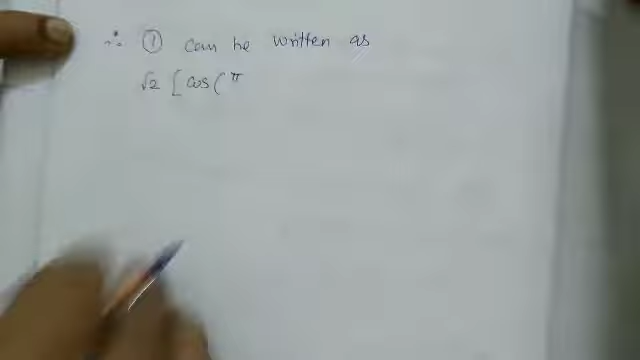 ∴ ① can be written as
√2 [ cos ( π